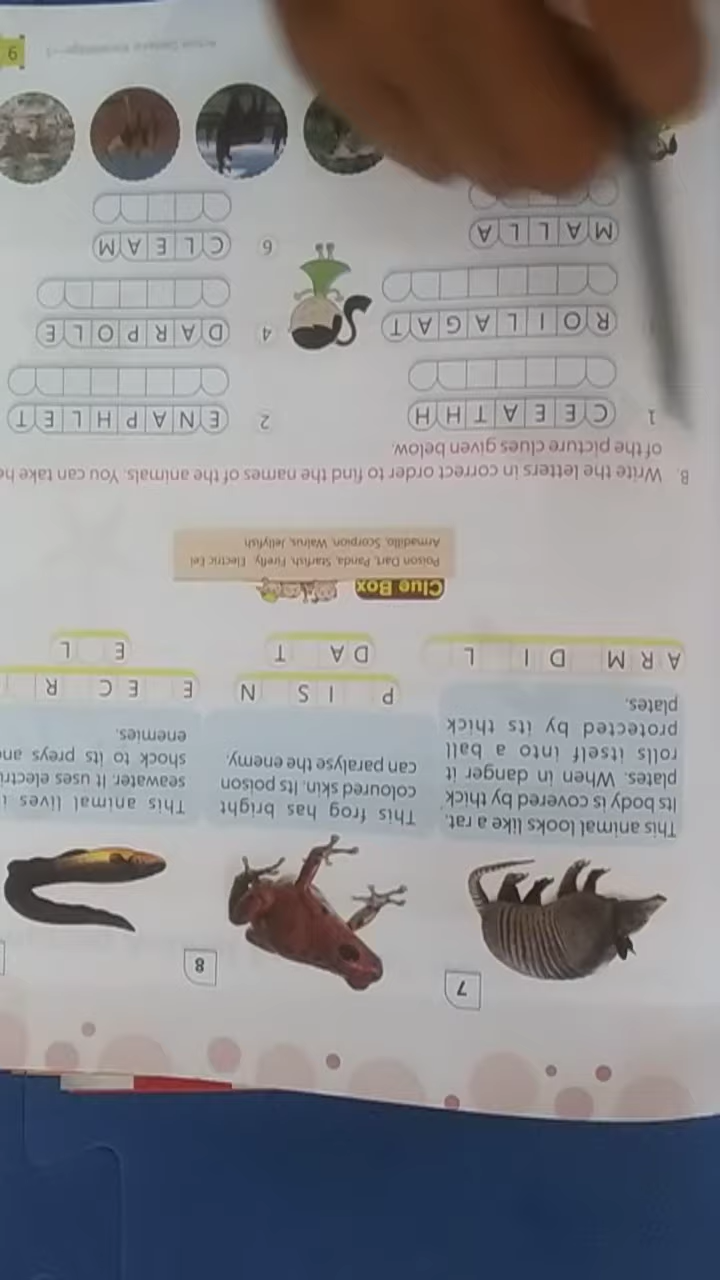 7
8
This animal looks like a rat.
Its body is covered by thick
plates. When in danger it
rolls itself into a ball
protected by its thick
plates.
A R M D I L
This frog has bright
coloured skin. Its poison
can paralyse the enemy.
P I S N
D A T
This animal lives
seawater. It uses
shock to its preys
enemies.
E E C R
E L
Clue Box
Poison Dart, Panda, Starfish, Firefly, Electric Eel
Armadillo, Scorpion, Walrus, Jellyfish
B. Write the letters in correct order to find the names of the animals. You can take
of the picture clues given below.
1 C E E A T H H
2 E N A P H L E T
R O I L A G A T
4 D A R P O L E
M A L L A
6 C L E A M
9